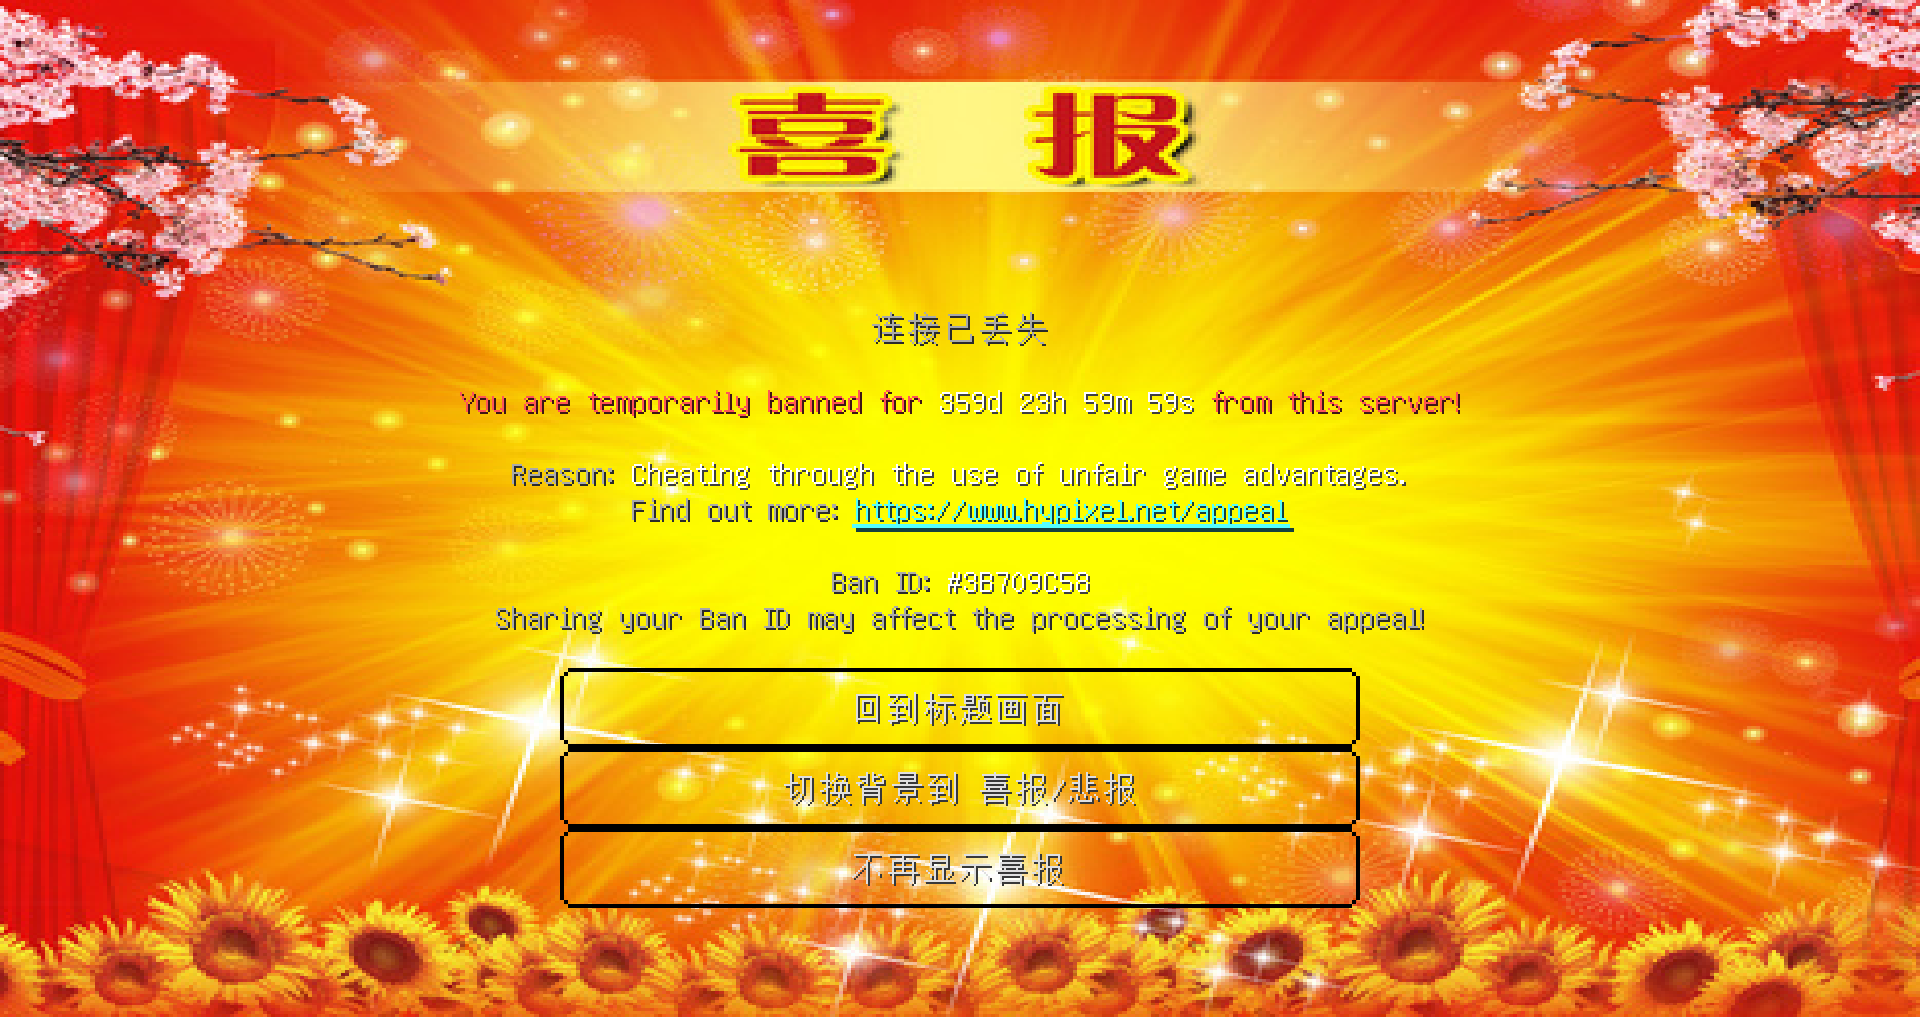 喜报
连接已丢失
You are temporarily banned for 359d 23h 59m 59s from this server!
Reason: Cheating through the use of unfair game advantages.
Find out more: https://www.hypixel.net/appeal
Ban ID: #3B709C58
Sharing your Ban ID may affect the processing of your appeal!
回到标题画面
切换背景到 喜报/悲报
不再显示喜报